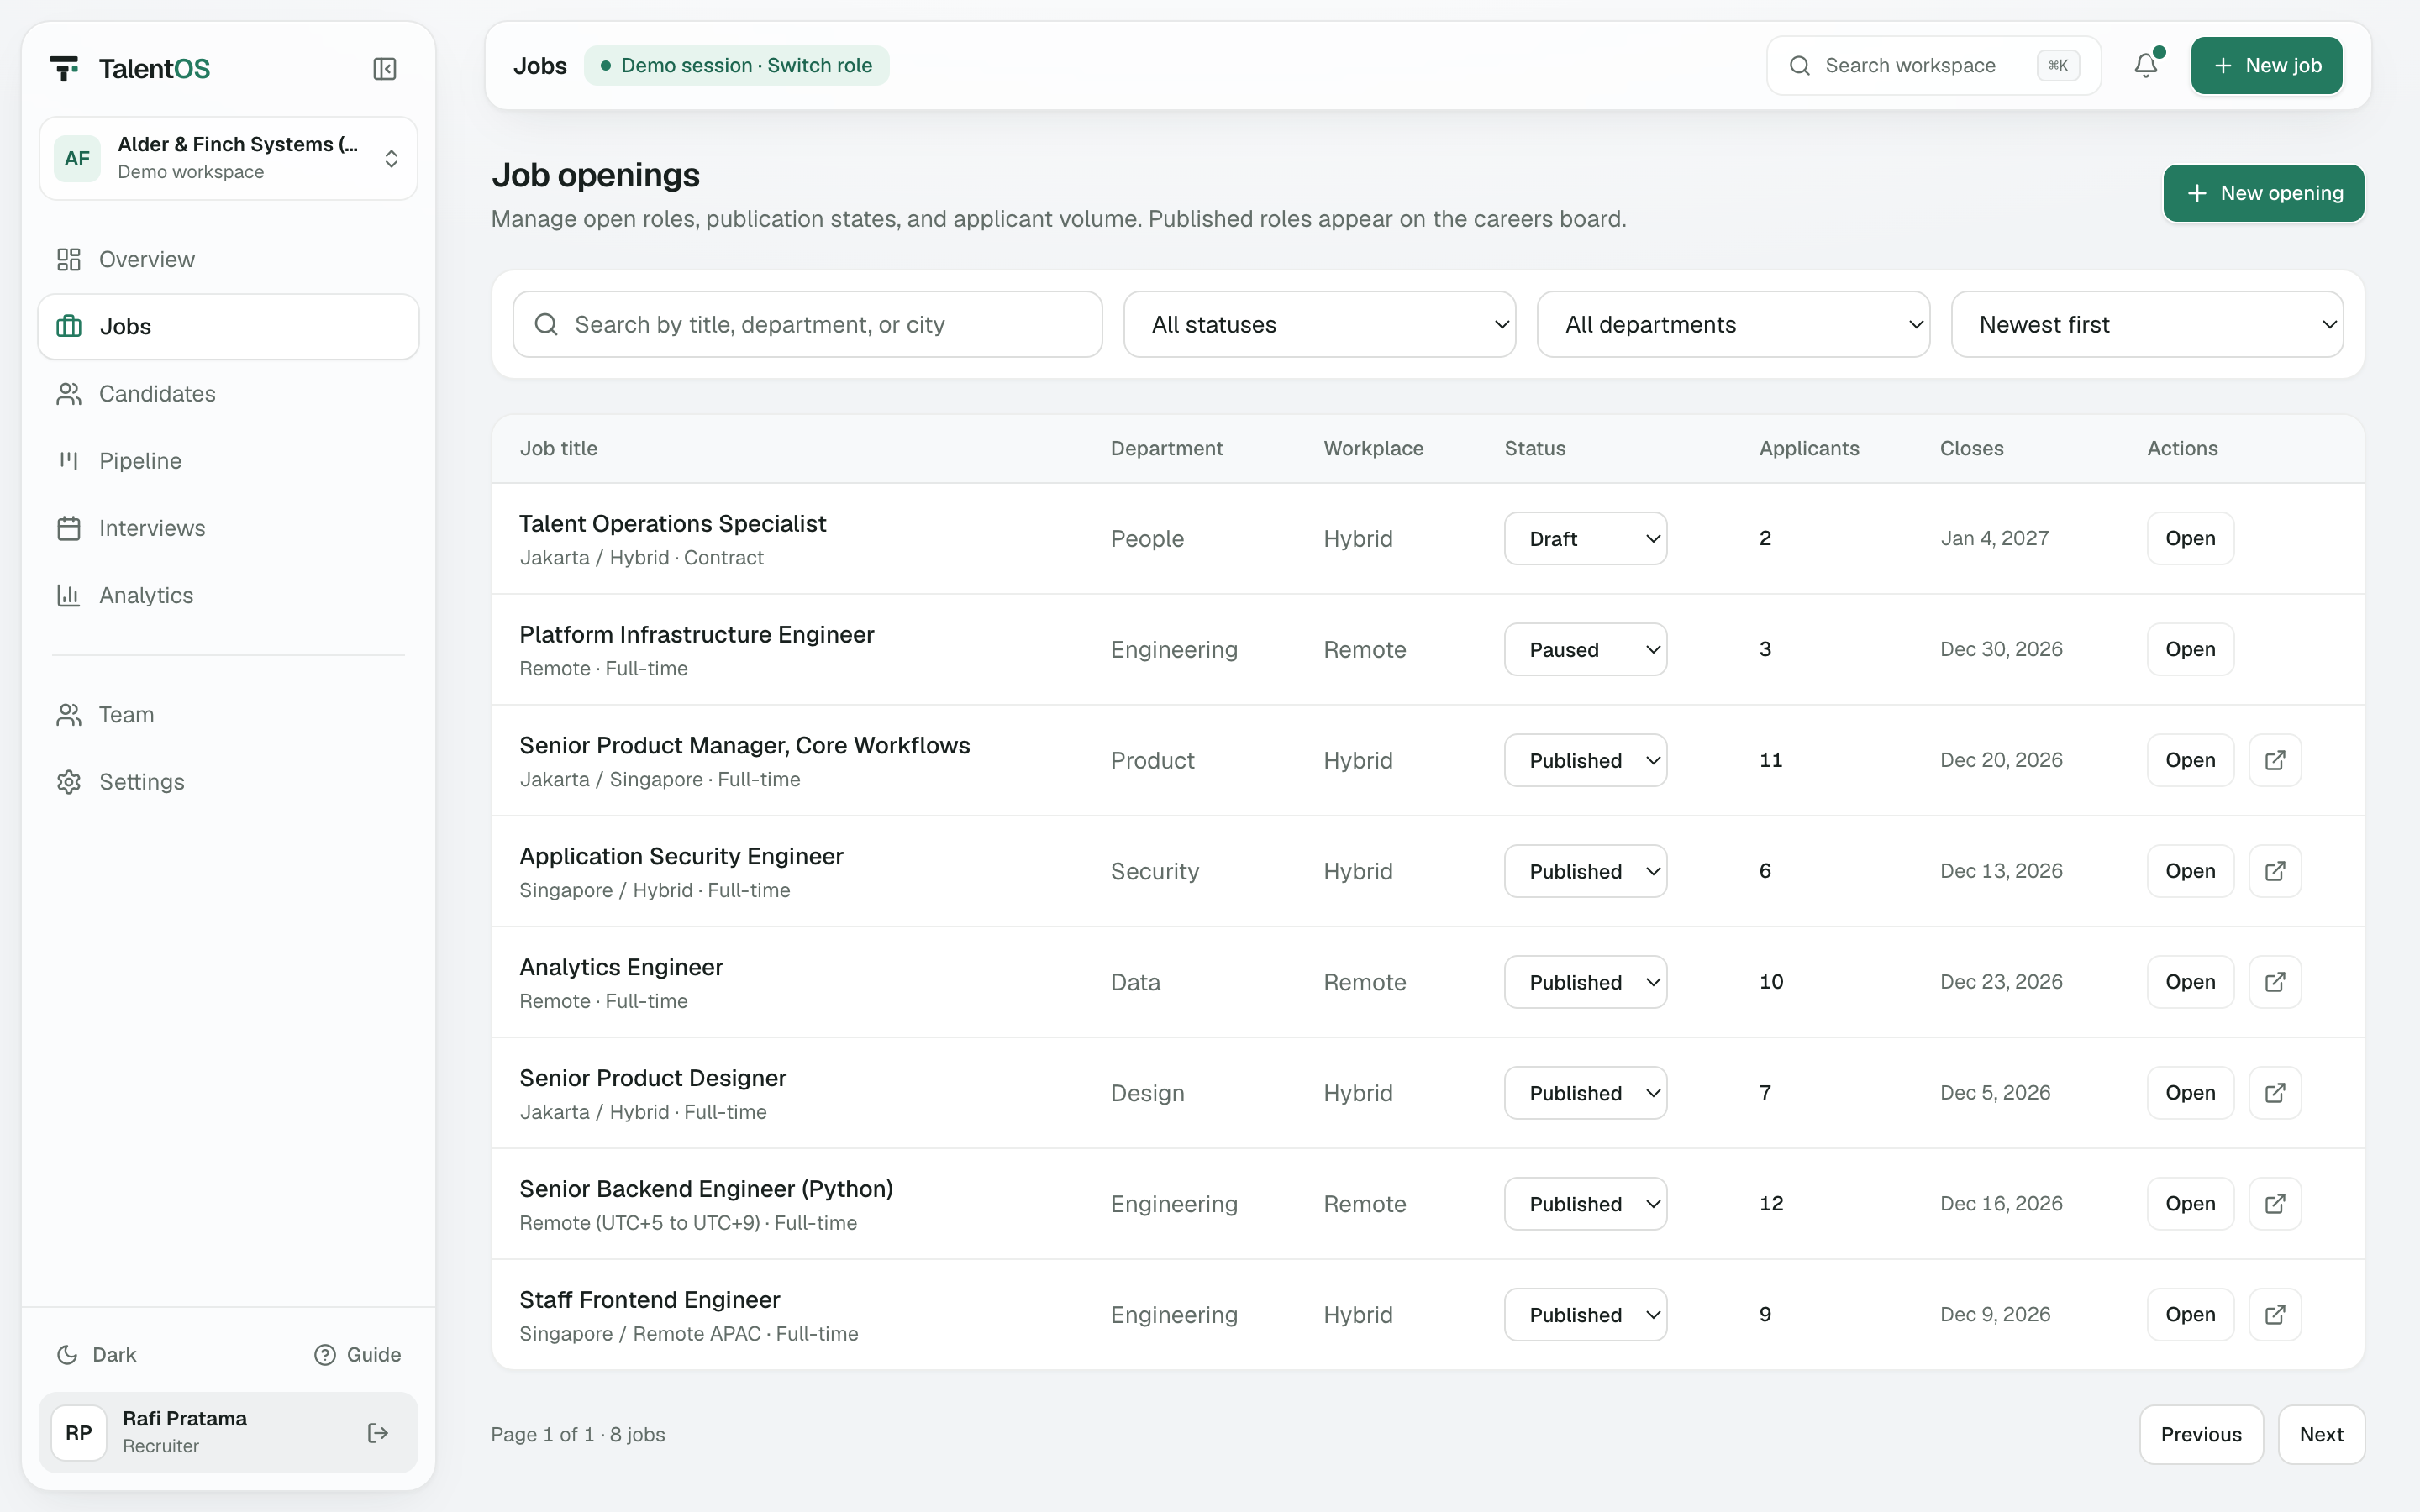 TalentOS
AF
Alder & Finch Systems (...
Demo workspace
Overview
Jobs
Candidates
Pipeline
Interviews
Analytics
Team
Settings
Dark
Guide
RP
Rafi Pratama
Recruiter
Jobs
Demo session · Switch role
Search workspace
⌘K
New job
Job openings
Manage open roles, publication states, and applicant volume. Published roles appear on the careers board.
New opening
Search by title, department, or city
All statuses
All departments
Newest first
Job title Department Workplace Status Applicants Closes Actions
Talent Operations Specialist
Jakarta / Hybrid · Contract
People Hybrid Draft 2 Jan 4, 2027 Open
Platform Infrastructure Engineer
Remote · Full-time
Engineering Remote Paused 3 Dec 30, 2026 Open
Senior Product Manager, Core Workflows
Jakarta / Singapore · Full-time
Product Hybrid Published 11 Dec 20, 2026 Open
Application Security Engineer
Singapore / Hybrid · Full-time
Security Hybrid Published 6 Dec 13, 2026 Open
Analytics Engineer
Remote · Full-time
Data Remote Published 10 Dec 23, 2026 Open
Senior Product Designer
Jakarta / Hybrid · Full-time
Design Hybrid Published 7 Dec 5, 2026 Open
Senior Backend Engineer (Python)
Remote (UTC+5 to UTC+9) · Full-time
Engineering Remote Published 12 Dec 16, 2026 Open
Staff Frontend Engineer
Singapore / Remote APAC · Full-time
Engineering Hybrid Published 9 Dec 9, 2026 Open
Page 1 of 1 · 8 jobs
Previous
Next